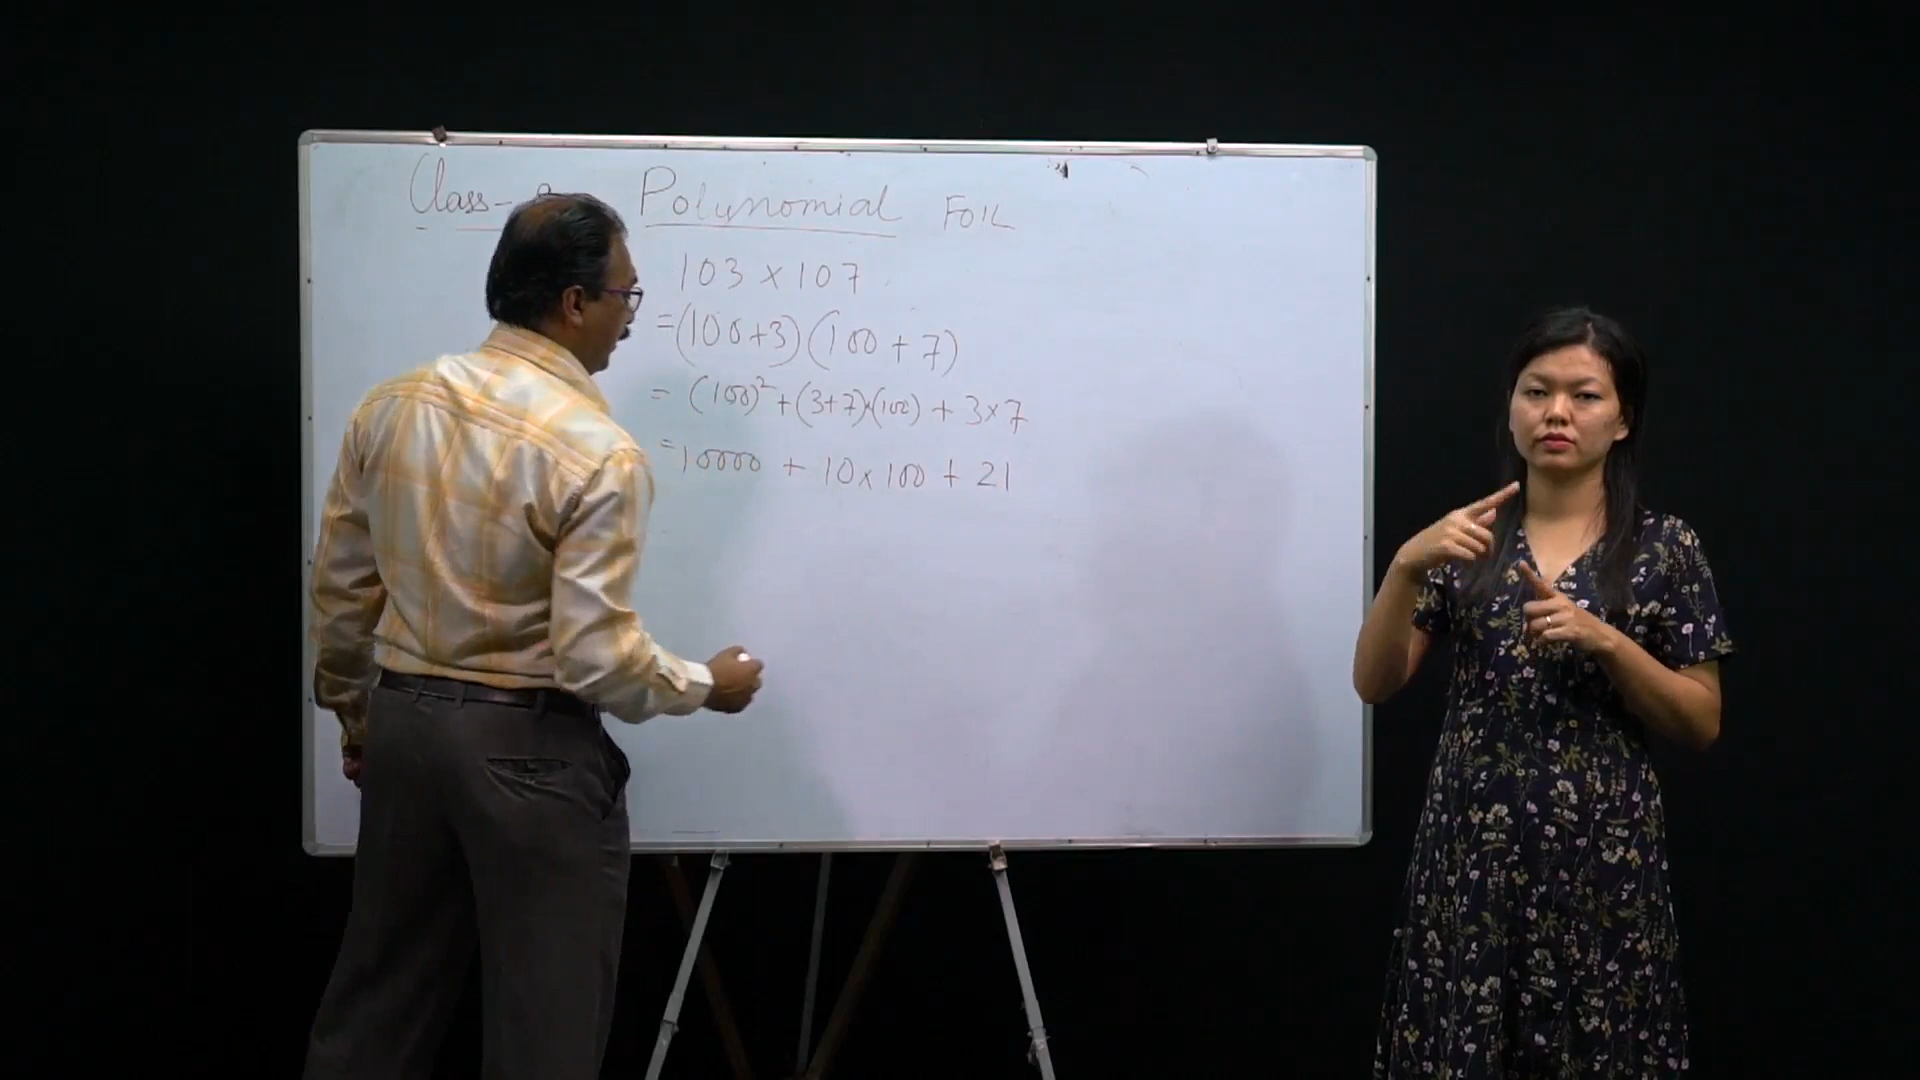 Class- Polynomial FOIL
103 x 107
=(100+3)(100+7)
= (100)²+(3+7)x(100) + 3x7
=10000 + 10x100 + 21